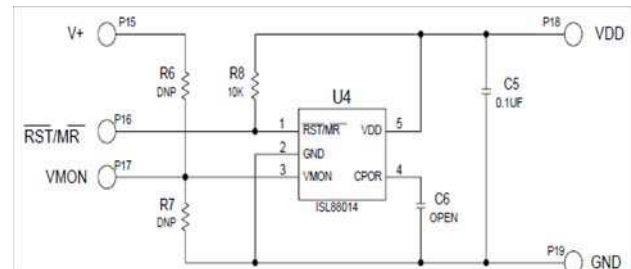 V+ P15
P18 VDD
R6
DNP
R8
10K
U4
C5
0.1UF
P16
RST/MR
1 RST/MR VDD 5
2 GND
P17
VMON
3 VMON CPOR 4
ISL88014
R7
DNP
C6
OPEN
P19 GND